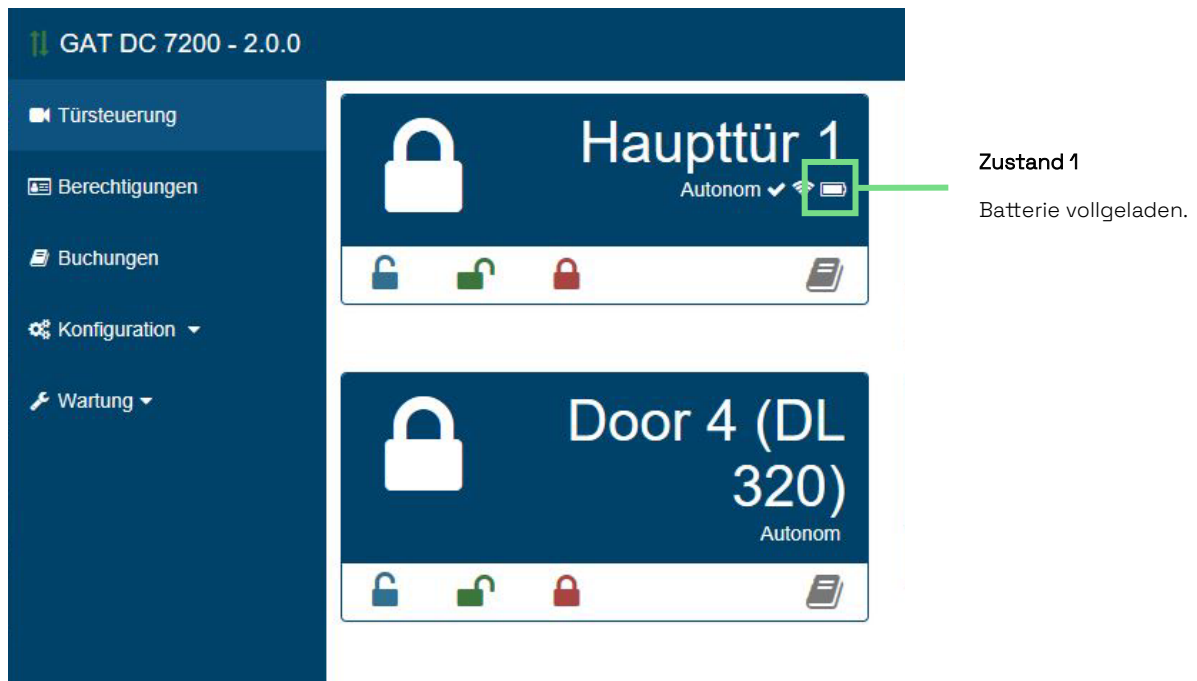 GAT DC 7200 - 2.0.0
Türsteuerung
Berechtigungen
Buchungen
Konfiguration
Wartung
Haupttür 1
Autonom
Door 4 (DL
320)
Autonom
Zustand 1
Batterie vollgeladen.